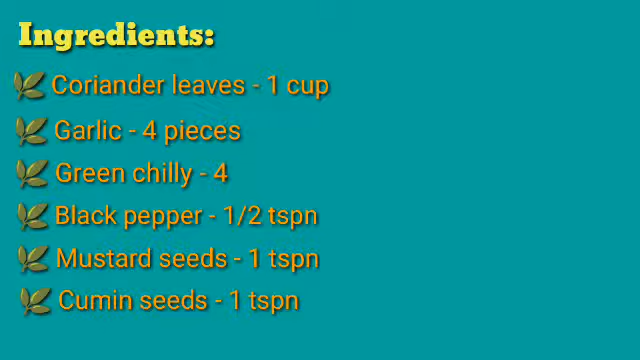 Ingredients:
🌿 Coriander leaves - 1 cup
🌿 Garlic - 4 pieces
🌿 Green chilly - 4
🌿 Black pepper - 1/2 tspn
🌿 Mustard seeds - 1 tspn
🌿 Cumin seeds - 1 tspn